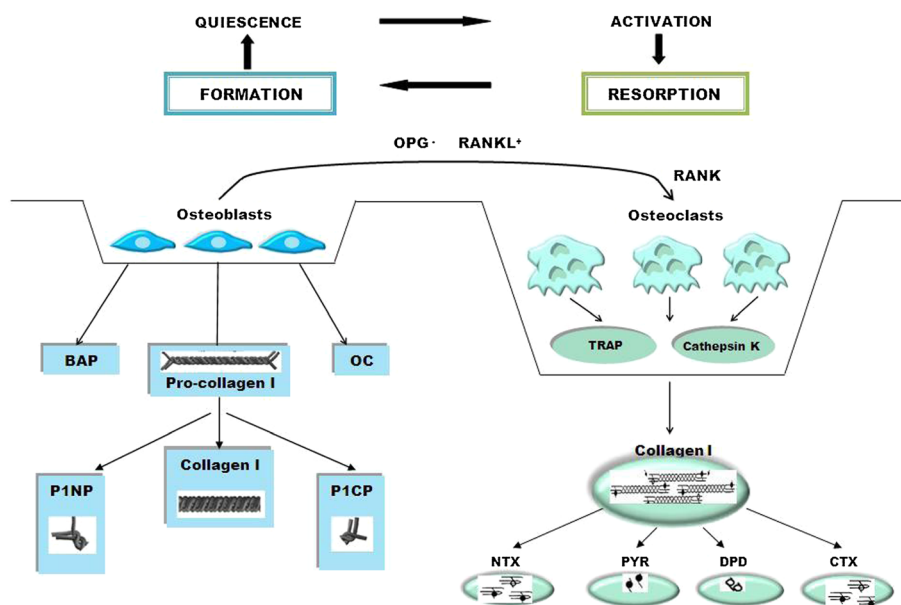 QUIESCENCE
ACTIVATION
FORMATION
RESORPTION
OPG - RANKL+
RANK
Osteoblasts
Osteoclasts
BAP
Pro-collagen I
OC
TRAP
Cathepsin K
P1NP
Collagen I
P1CP
Collagen I
NTX
PYR
DPD
CTX